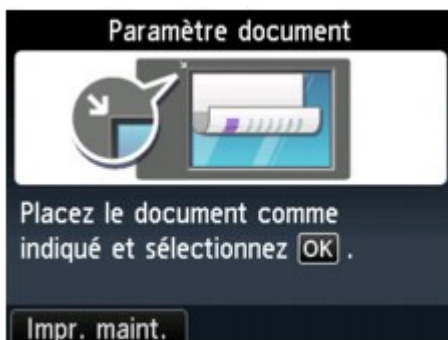 Paramètre document
Placez le document comme
indiqué et sélectionnez OK .
Impr. maint.